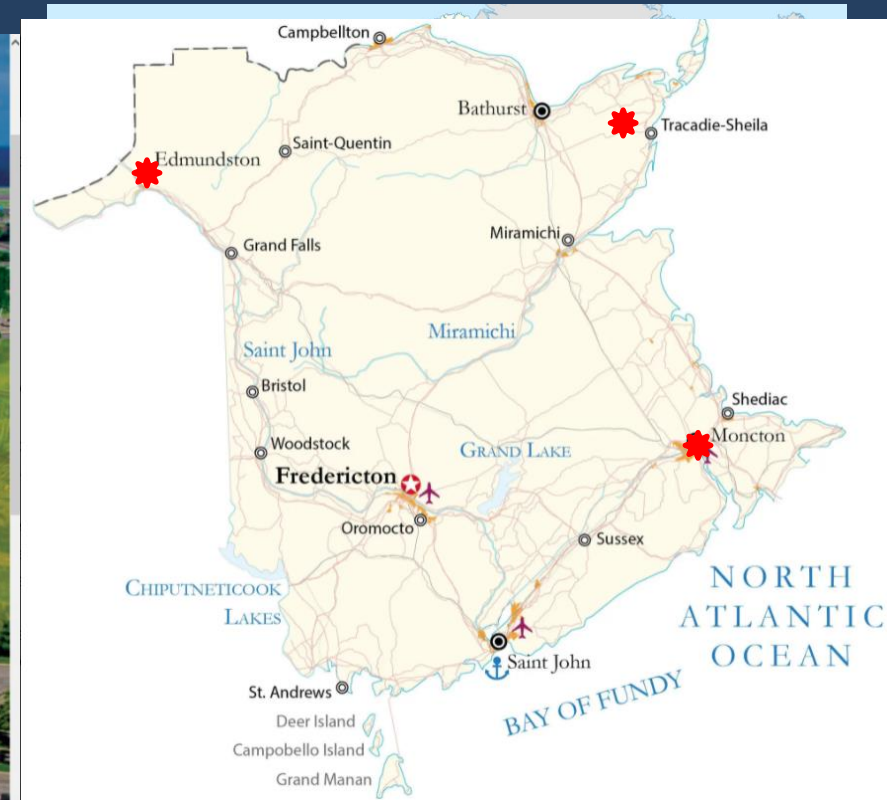 Campbellton
Bathurst
Tracadie-Sheila
Saint-Quentin
Edmundston
Miramichi
Grand Falls
Miramichi
Saint John
Bristol
Shediac
Moncton
Woodstock
GRAND LAKE
Fredericton
Oromocto
Sussex
CHIPUTNETICOOK
LAKES
NORTH
ATLANTIC
OCEAN
Saint John
BAY OF FUNDY
St. Andrews
Deer Island
Campobello Island
Grand Manan